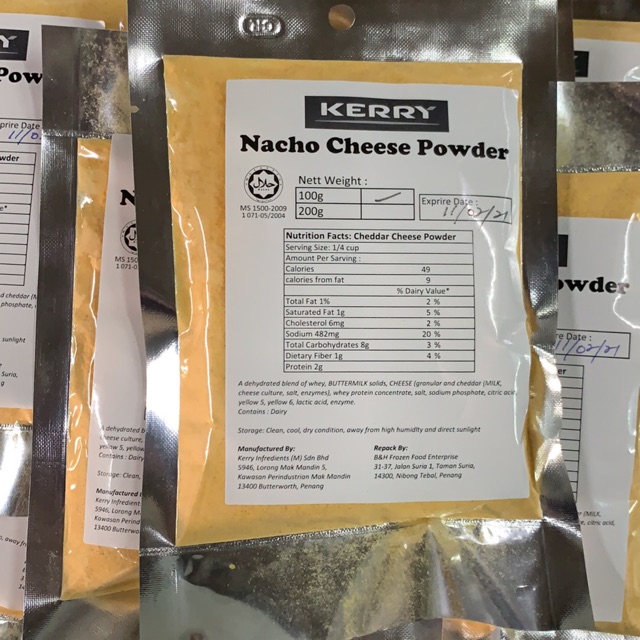 KERRY
Nacho Cheese Powder
Nett Weight :
100g
200g
Exprire Date :
11/02/21
MS 1500-2009
1 071-05/2004
Nutrition Facts: Cheddar Cheese Powder
Serving Size: 1/4 cup
Amount Per Sarving :
Calories 49
calories from fat 9
% Dairy Value*
Total Fat 1% 2 %
Saturated Fat 1g 5 %
Cholesterol 6mg 2 %
Sodium 482mg 20 %
Total Carbohydrates 8g 3 %
Dietary Fiber 1g 4 %
Protein 2g
A dehydrated blend of whey, BUTTERMILK solids, CHEESE (granular and cheddar (MILK,
cheese culture, salt, enzymes), whey protein concentrate, salt, sodium phosphate, citric acid,
yellow 5, yellow 6, lactic acid, enzyme.
Contains : Dairy
Storage: Clean, cool, dry condition, away from high humidity and direct sunlight
Manufactured By:
Kerry Infredients (M) Sdn Bhd
5946, Lorong Mak Mandin 5,
Kawasan Perindustrian Mak Mandin
13400 Butterworth, Penang
Repack By:
B&H Frozen Food Enterprise
31-37, Jalan Suria 1, Taman Suria,
14300, Nibong Tebal, Penang